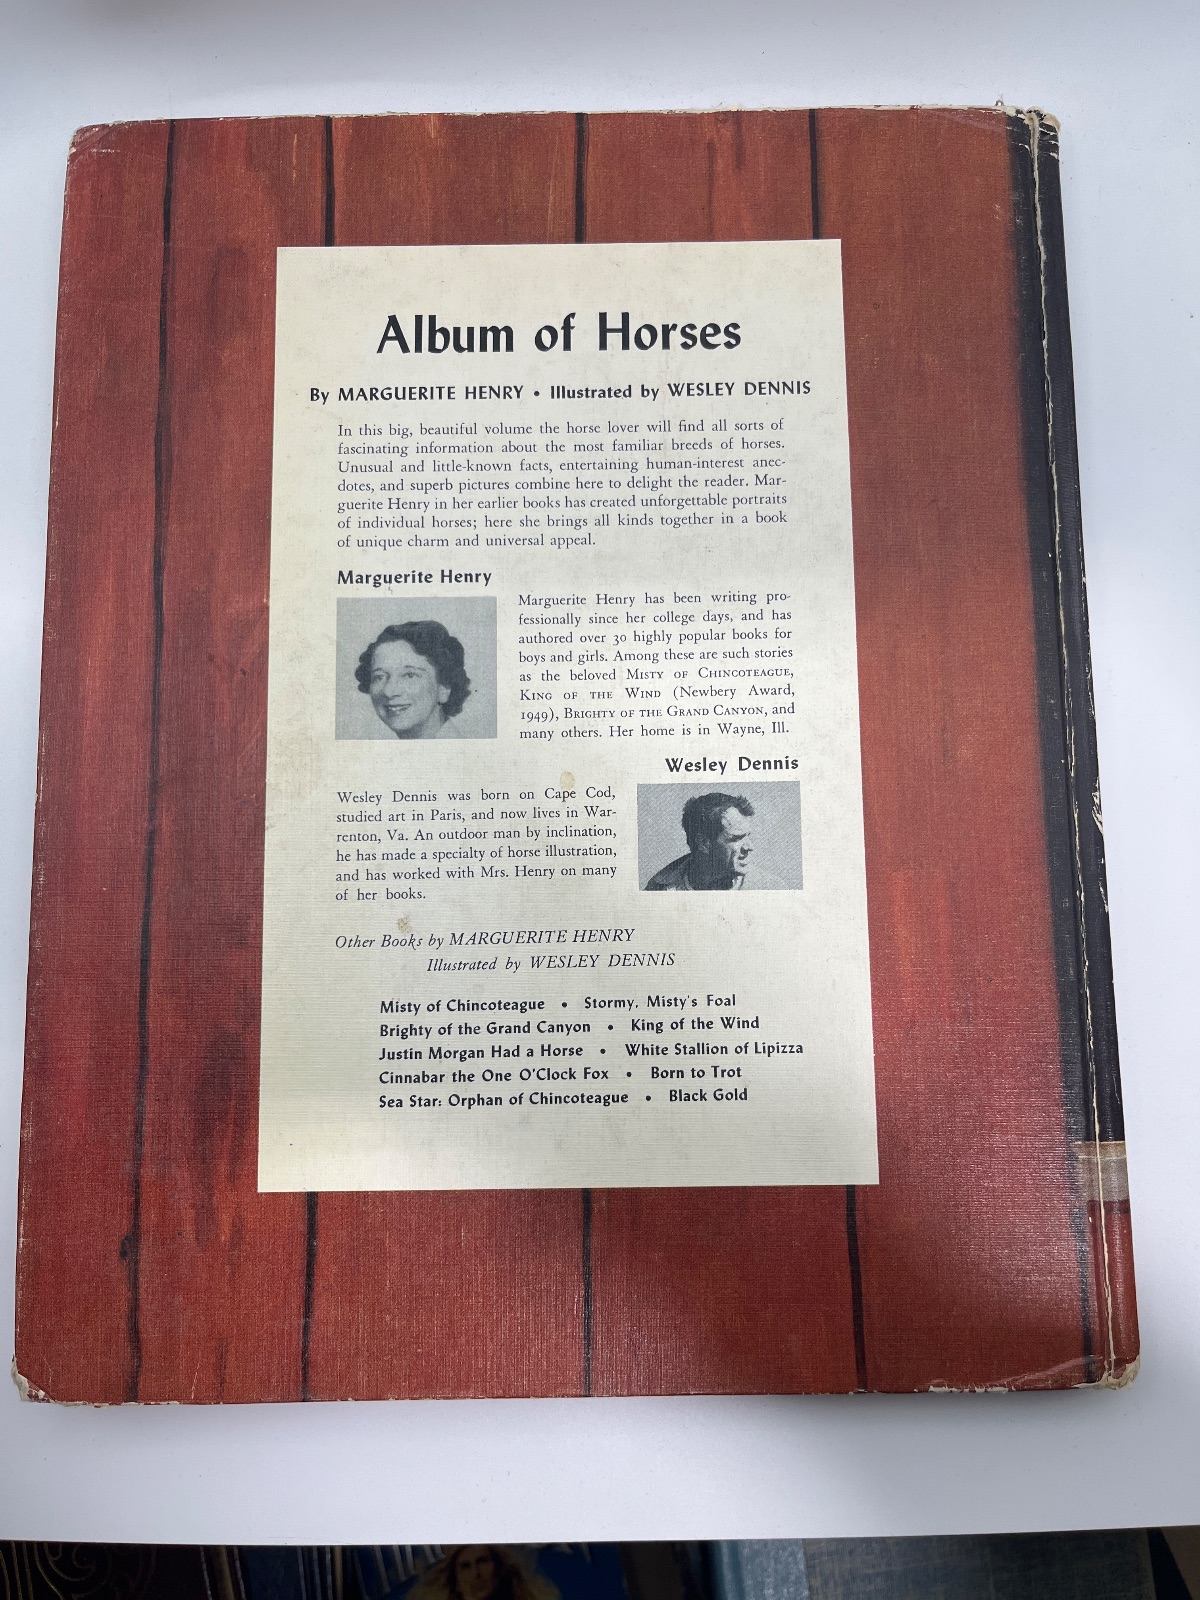 Album of Horses
By MARGUERITE HENRY • Illustrated by WESLEY DENNIS
In this big, beautiful volume the horse lover will find all sorts of
fascinating information about the most familiar breeds of horses.
Unusual and little-known facts, entertaining human-interest anec-
dotes, and superb pictures combine here to delight the reader. Mar-
guerite Henry in her earlier books has created unforgettable portraits
of individual horses; here she brings all kinds together in a book
of unique charm and universal appeal.
Marguerite Henry
Marguerite Henry has been writing pro-
fessionally since her college days, and has
authored over 30 highly popular books for
boys and girls. Among these are such stories
as the beloved MISTY OF CHINCOTEAGUE,
KING OF THE WIND (Newbery Award,
1949), BRIGHTY OF THE GRAND CANYON, and
many others. Her home is in Wayne, Ill.
Wesley Dennis
Wesley Dennis was born on Cape Cod,
studied art in Paris, and now lives in War-
renton, Va. An outdoor man by inclination,
he has made a specialty of horse illustration,
and has worked with Mrs. Henry on many
of her books.
Other Books by MARGUERITE HENRY
Illustrated by WESLEY DENNIS
Misty of Chincoteague • Stormy, Misty's Foal
Brighty of the Grand Canyon • King of the Wind
Justin Morgan Had a Horse • White Stallion of Lipizza
Cinnabar the One O'Clock Fox • Born to Trot
Sea Star: Orphan of Chincoteague • Black Gold